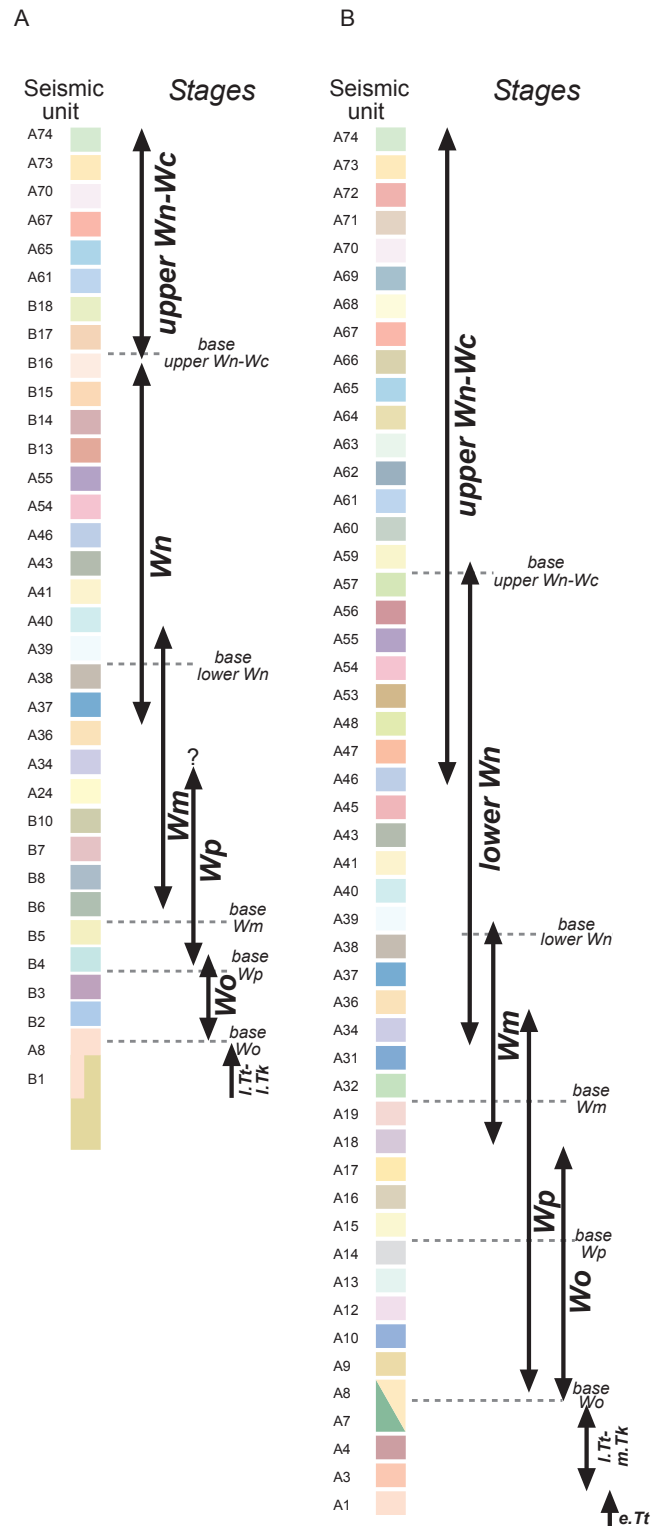 A
B
Seismic
unit
Stages
A74
A73
A70
A67
A65
A61
B18
B17
B16
B15
B14
B13
A55
A54
A46
A43
A41
A40
A39
A38
A37
A36
A34
A24
B10
B7
B8
B6
B5
B4
B3
B2
A8
B1
upper Wn-Wc
base
upper Wn-Wc
Wn
base
lower Wn
?
Wm
Wp
base
Wm
base
Wp
Wo
base
Wo
l.Tt-
l.Tk
Seismic
unit
Stages
A74
A73
A72
A71
A70
A69
A68
A67
A66
A65
A64
A63
A62
A61
A60
A59
A57
A56
A55
A54
A53
A48
A47
A46
A45
A43
A41
A40
A39
A38
A37
A36
A34
A31
A32
A19
A18
A17
A16
A15
A14
A13
A12
A10
A9
A8
A7
A4
A3
A1
upper Wn-Wc
base
upper Wn-Wc
lower Wn
base
lower Wn
Wm
base
Wm
Wp
base
Wp
Wo
base
Wo
l.Tt-
m.Tk
e.Tt